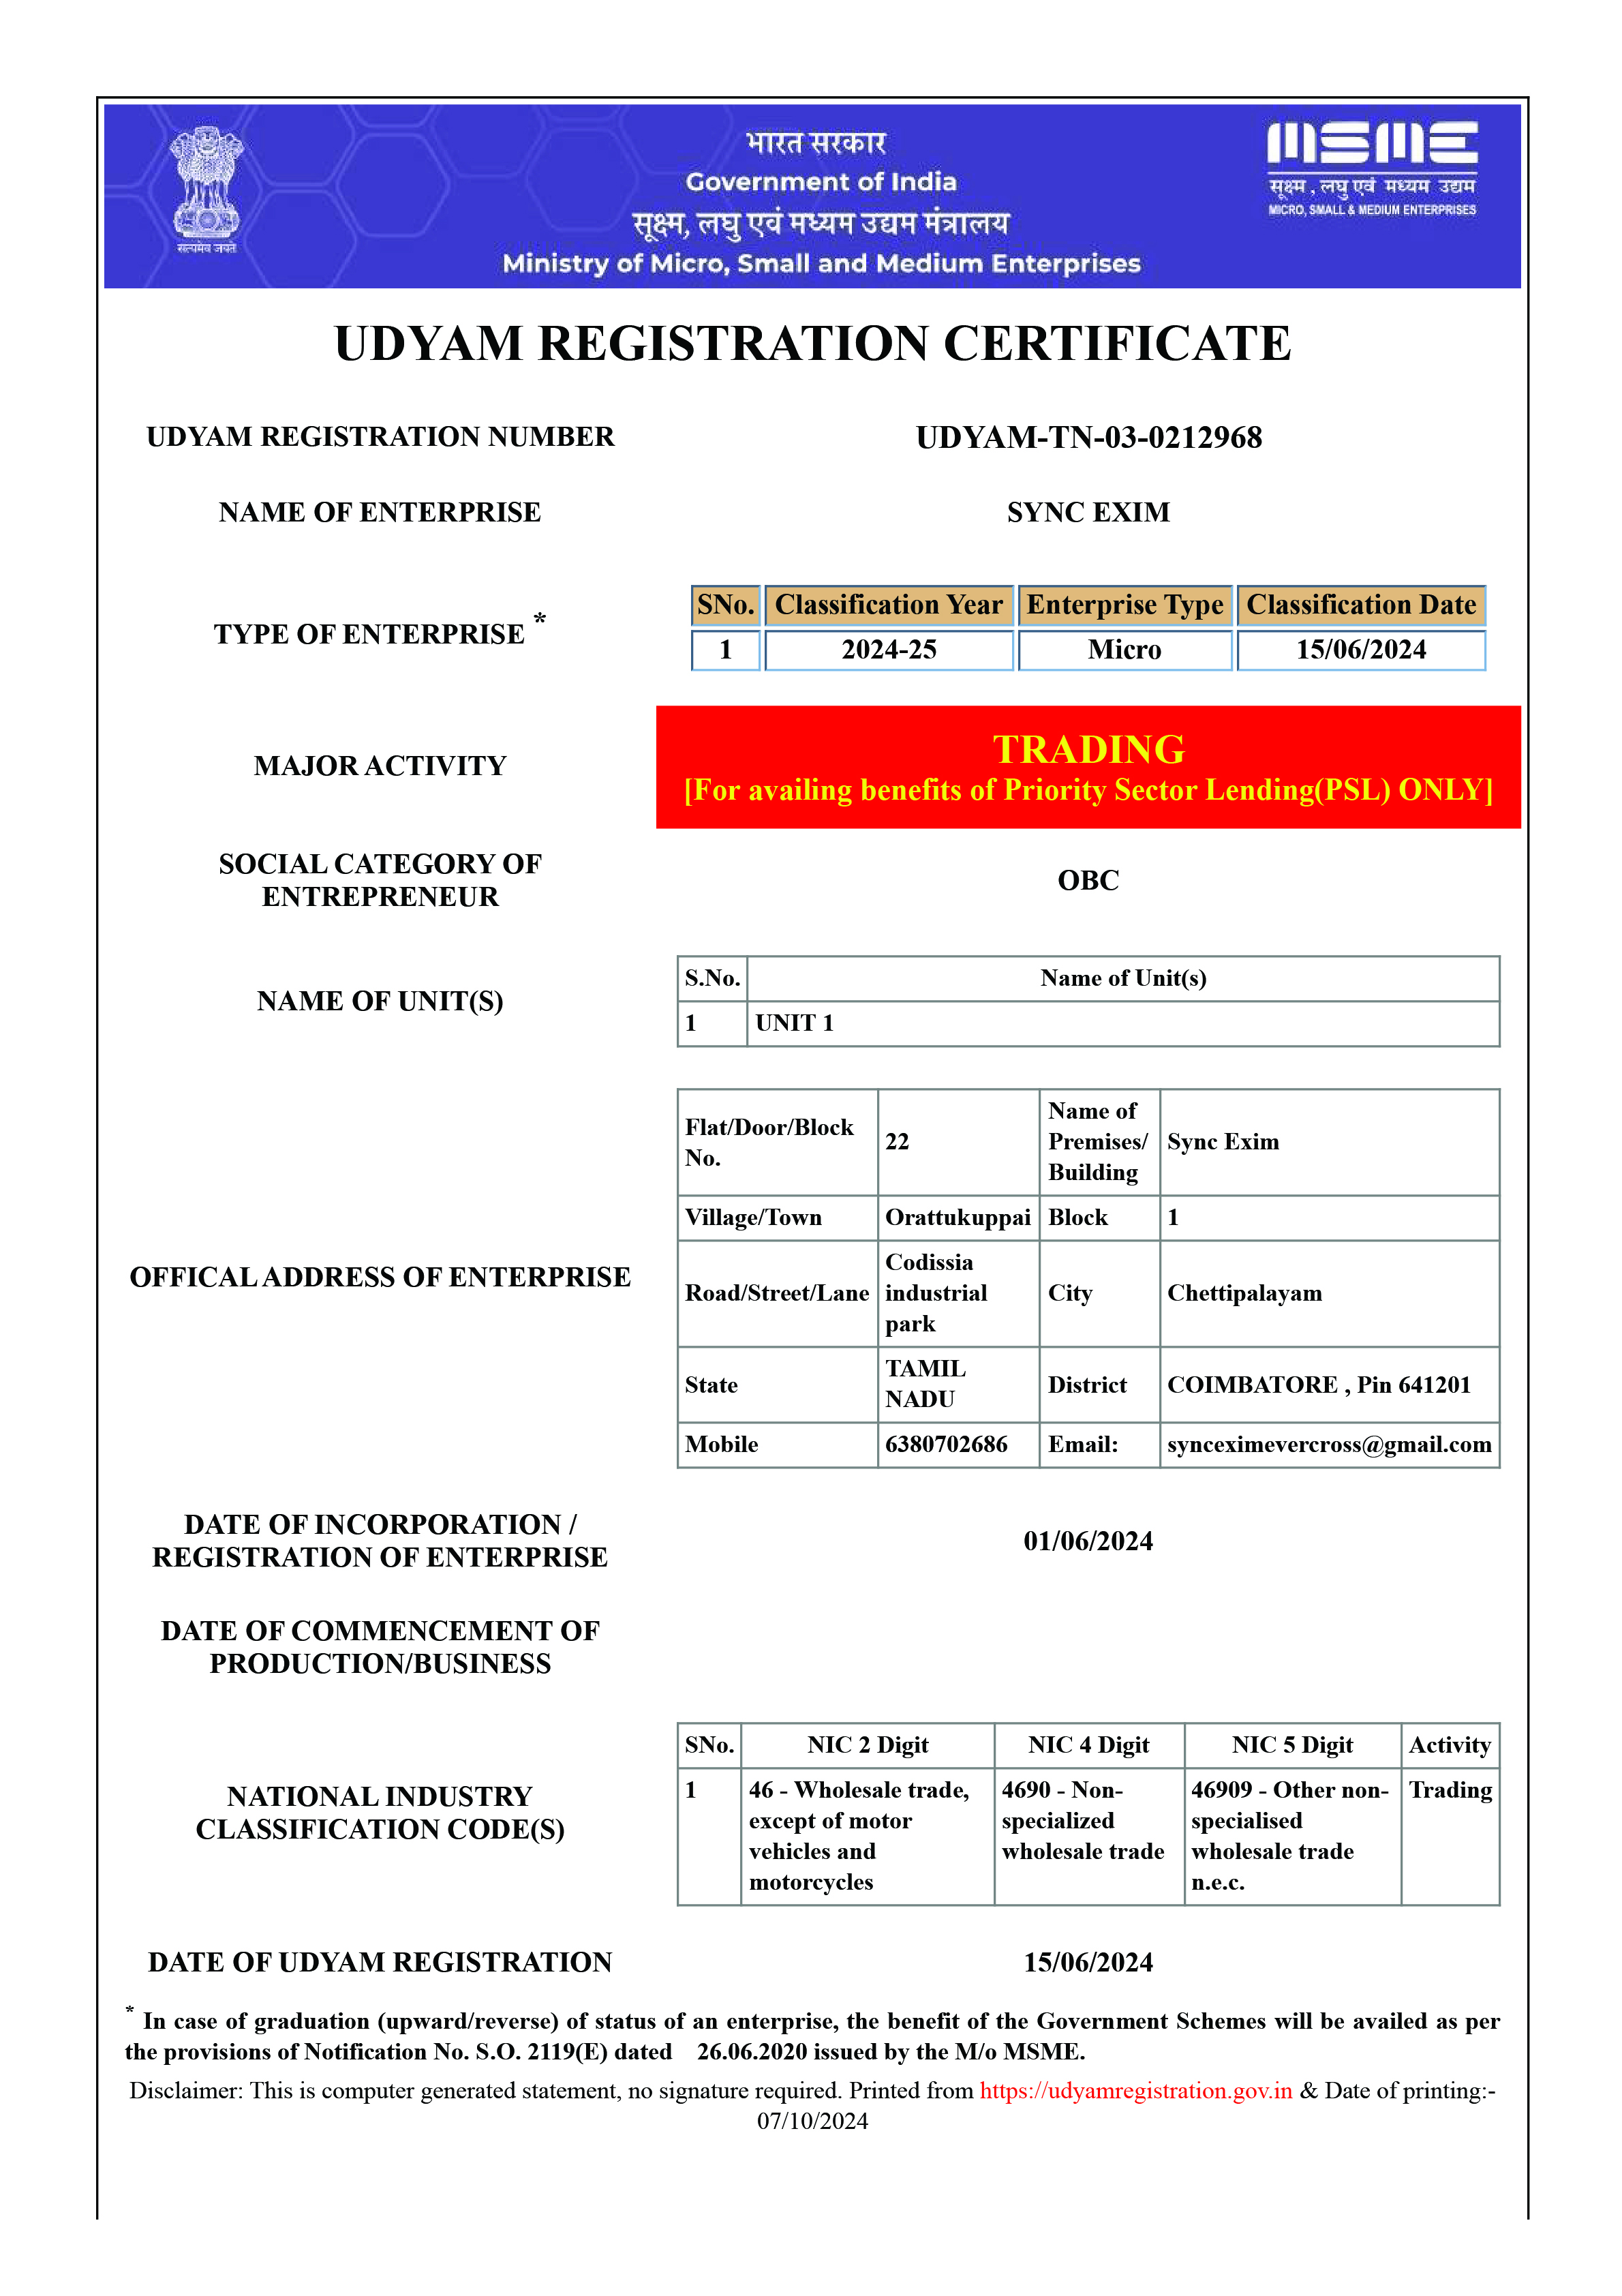 भारत सरकार
Government of India
सूक्ष्म, लघु एवं मध्यम उद्यम मंत्रालय
Ministry of Micro, Small and Medium Enterprises
सत्यमेव जयते
MSME
सूक्ष्म , लघु एवं मध्यम उद्यम
MICRO, SMALL & MEDIUM ENTERPRISES
UDYAM REGISTRATION CERTIFICATE
UDYAM REGISTRATION NUMBER
UDYAM-TN-03-0212968
NAME OF ENTERPRISE
SYNC EXIM
TYPE OF ENTERPRISE *
SNo. Classification Year Enterprise Type Classification Date
1 2024-25 Micro 15/06/2024
MAJOR ACTIVITY
TRADING
[For availing benefits of Priority Sector Lending(PSL) ONLY]
SOCIAL CATEGORY OF
ENTREPRENEUR
OBC
NAME OF UNIT(S)
S.No. Name of Unit(s)
1 UNIT 1
OFFICAL ADDRESS OF ENTERPRISE
Flat/Door/Block
No.
22
Name of
Premises/
Building
Sync Exim
Village/Town Orattukuppai Block 1
Road/Street/Lane
Codissia
industrial
park
City Chettipalayam
State
TAMIL
NADU
District COIMBATORE , Pin 641201
Mobile 6380702686 Email: synceximevercross@gmail.com
DATE OF INCORPORATION /
REGISTRATION OF ENTERPRISE
01/06/2024
DATE OF COMMENCEMENT OF
PRODUCTION/BUSINESS
NATIONAL INDUSTRY
CLASSIFICATION CODE(S)
SNo. NIC 2 Digit NIC 4 Digit NIC 5 Digit Activity
1
46 - Wholesale trade,
except of motor
vehicles and
motorcycles
4690 - Non-
specialized
wholesale trade
46909 - Other non-
specialised
wholesale trade
n.e.c.
Trading
DATE OF UDYAM REGISTRATION
15/06/2024
* In case of graduation (upward/reverse) of status of an enterprise, the benefit of the Government Schemes will be availed as per
the provisions of Notification No. S.O. 2119(E) dated 26.06.2020 issued by the M/o MSME.
Disclaimer: This is computer generated statement, no signature required. Printed from https://udyamregistration.gov.in & Date of printing:-
07/10/2024